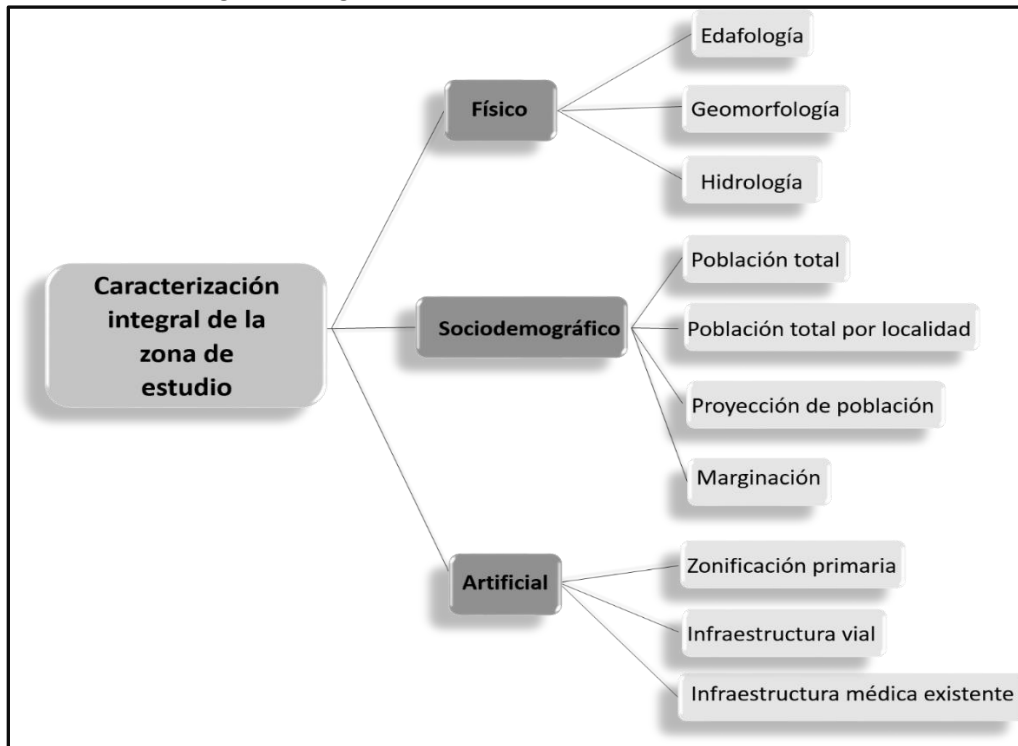 Caracterización
integral de la
zona de
estudio
Físico
Edafología
Geomorfología
Hidrología
Sociodemográfico
Población total
Población total por localidad
Proyección de población
Marginación
Artificial
Zonificación primaria
Infraestructura vial
Infraestructura médica existente